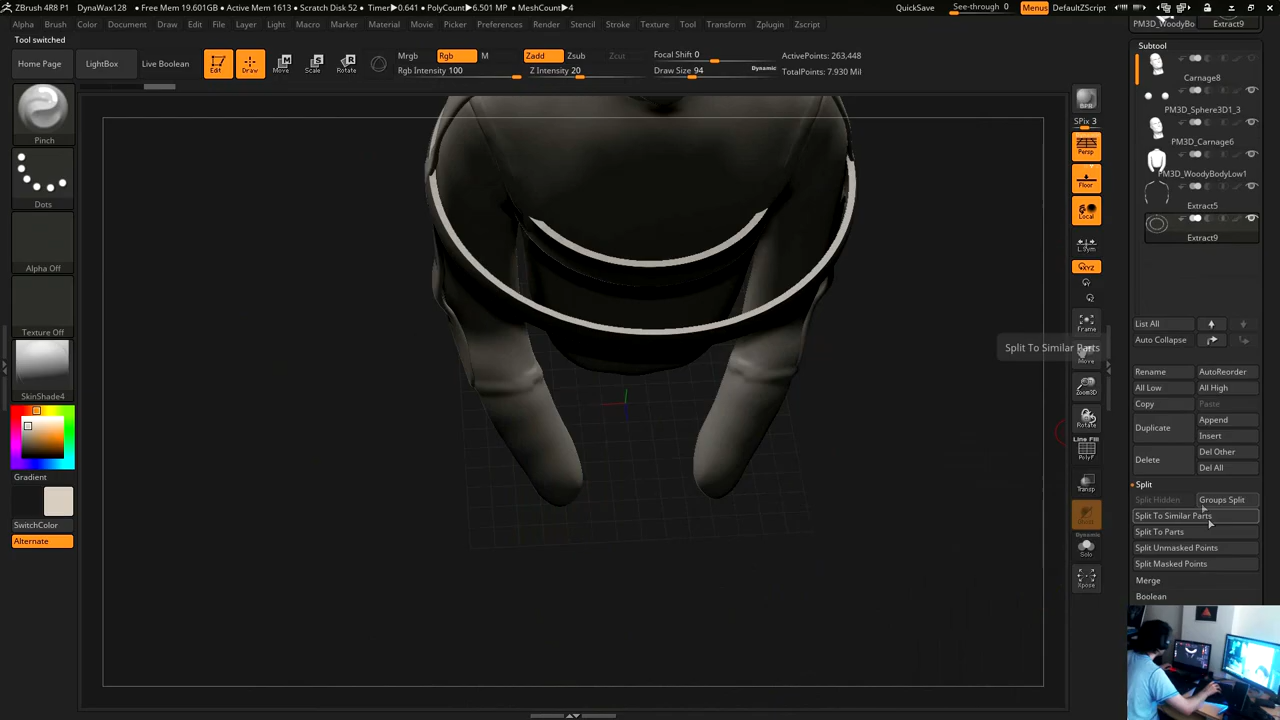 ZBrush 4R8 P1 DynaWax128 • Free Mem 19.601GB • Active Mem 1613 • Scratch Disk 52 • Timer▸0.641 • PolyCount▸6.501 MP • MeshCount▸4 QuickSave See-through 0 Menus DefaultZScript
Alpha Brush Color Document Draw Edit File Layer Light Macro Marker Material Movie Picker Preferences Render Stencil Stroke Texture Tool Transform Zplugin Zscript
PM3D_WoodyBo Extract9
Tool switched
Subtool
Home Page LightBox Live Boolean
Edit Draw Move Scale Rotate
Mrgb Rgb M
Rgb Intensity 100
Zadd Zsub Zcut
Z Intensity 20
Focal Shift 0
Draw Size 94 Dynamic
ActivePoints: 263,448
TotalPoints: 7.930 Mil
Pinch
Dots
Alpha Off
Texture Off
SkinShade4
Gradient
SwitchColor
Alternate
BPR
SPix 3
Persp
Floor
Local
L.Sym
XYZ
Frame
Move
Zoom3D
Rotate
Line Fill
PolyF
Transp
Ghost
Dynamic
Solo
Xpose
Split To Similar Parts
Carnage8
PM3D_Sphere3D1_3
PM3D_Carnage6
PM3D_WoodyBodyLow1
Extract5
Extract9
List All
Auto Collapse
Rename AutoReorder
All Low All High
Copy Paste
Duplicate Append
Insert
Delete Del Other
Del All
Split
Split Hidden Groups Split
Split To Similar Parts
Split To Parts
Split Unmasked Points
Split Masked Points
Merge
Boolean